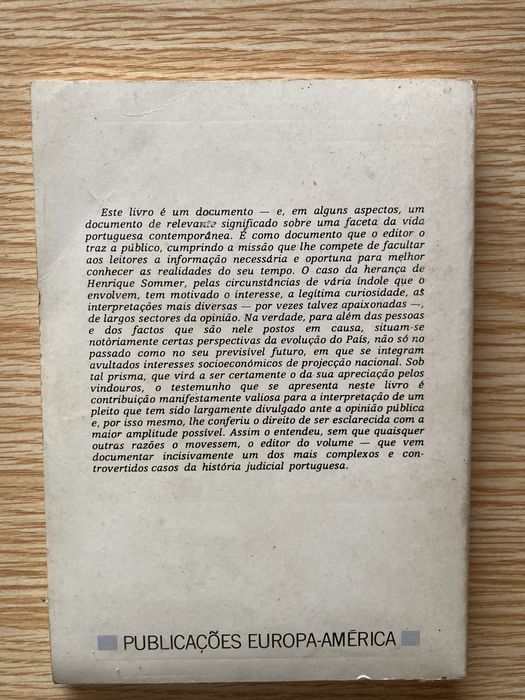 Este livro é um documento — e, em alguns aspectos, um
documento de relevante significado sobre uma faceta da vida
portuguesa contemporânea. É como documento que o editor o
traz a público, cumprindo a missão que lhe compete de facultar
aos leitores a informação necessária e oportuna para melhor
conhecer as realidades do seu tempo. O caso da herança de
Henrique Sommer, pelas circunstâncias de vária índole que o
envolvem, tem motivado o interesse, a legítima curiosidade, as
interpretações mais diversas — por vezes talvez apaixonadas —,
de largos sectores da opinião. Na verdade, para além das pessoas
e dos factos que são nele postos em causa, situam-se
notòriamente certas perspectivas da evolução do País, não só no
passado como no seu previsível futuro, em que se integram
avultados interesses socioeconómicos de projecção nacional. Sob
tal prisma, que virá a ser certamente o da sua apreciação pelos
vindouros, o testemunho que se apresenta neste livro é
contribuição manifestamente valiosa para a interpretação de um
pleito que tem sido largamente divulgado ante a opinião pública
e, por isso mesmo, lhe conferiu o direito de ser esclarecida com a
maior amplitude possível. Assim o entendeu, sem que quaisquer
outras razões o movessem, o editor do volume — que vem
documentar incisivamente um dos mais complexos e con-
trovertidos casos da história judicial portuguesa.
PUBLICAÇÕES EUROPA-AMÉRICA